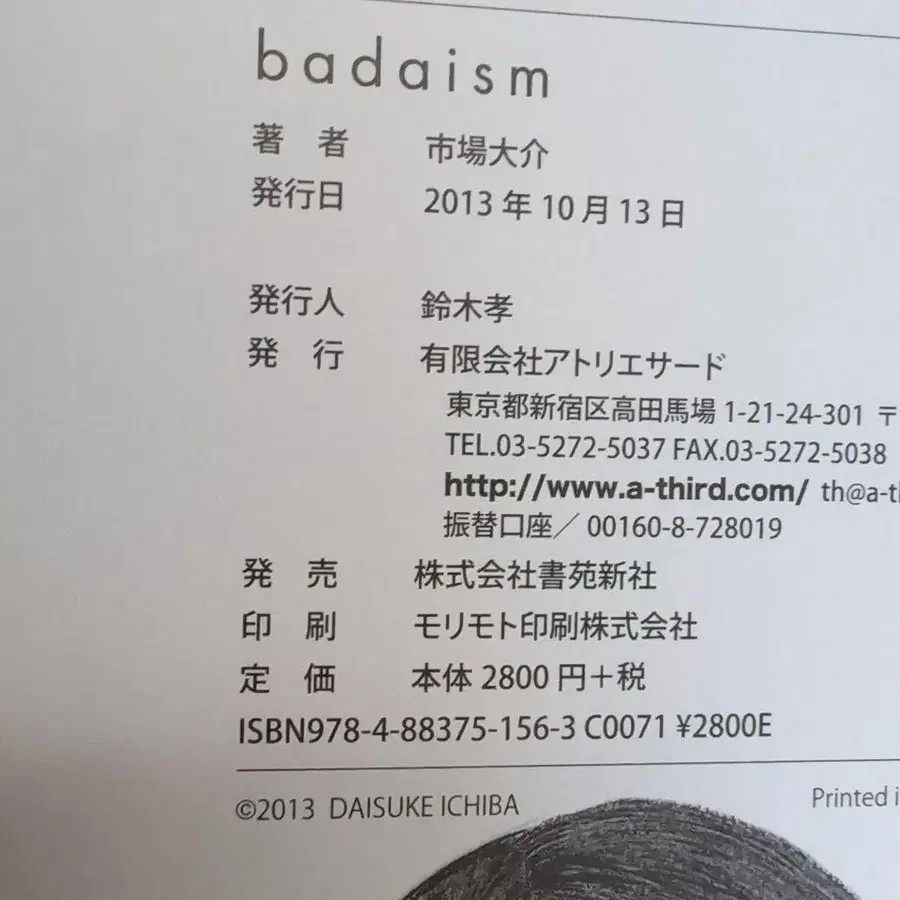 badaism
著 者 市場大介
発行日 2013年10月13日
発行人 鈴木孝
発 行 有限会社アトリエサード
東京都新宿区高田馬場 1-21-24-301 〒
TEL.03-5272-5037 FAX.03-5272-5038
http://www.a-third.com/ th@a-th
振替口座／ 00160-8-728019
発 売 株式会社書苑新社
印 刷 モリモト印刷株式会社
定 価 本体 2800 円＋税
ISBN978-4-88375-156-3 C0071 ¥2800E
©2013 DAISUKE ICHIBA
Printed i